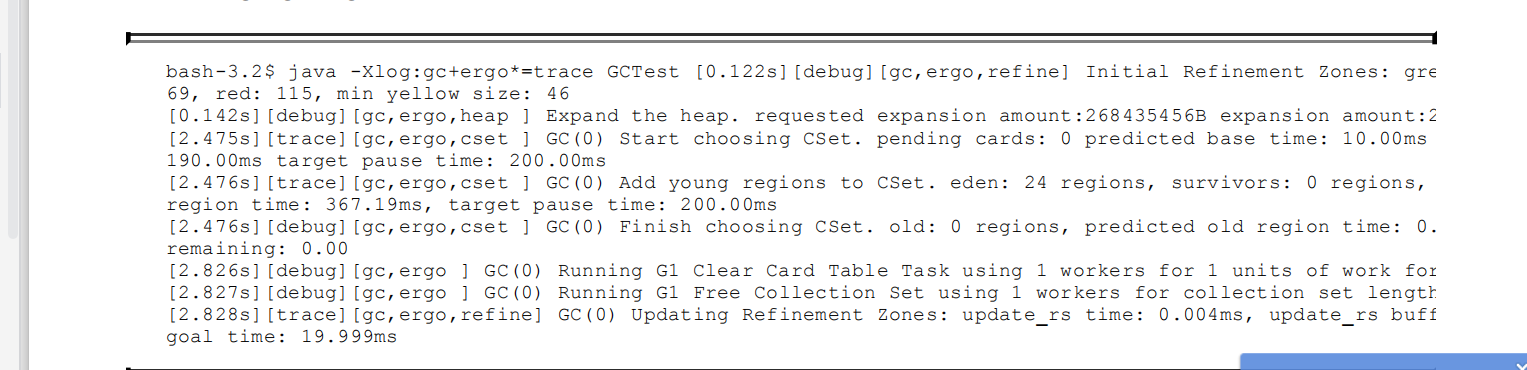 bash-3.2$ java -Xlog:gc+ergo*=trace GCTest [0.122s][debug][gc,ergo,refine] Initial Refinement Zones: gre
69, red: 115, min yellow size: 46
[0.142s][debug][gc,ergo,heap ] Expand the heap. requested expansion amount:268435456B expansion amount:2
[2.475s][trace][gc,ergo,cset ] GC(0) Start choosing CSet. pending cards: 0 predicted base time: 10.00ms
190.00ms target pause time: 200.00ms
[2.476s][trace][gc,ergo,cset ] GC(0) Add young regions to CSet. eden: 24 regions, survivors: 0 regions,
region time: 367.19ms, target pause time: 200.00ms
[2.476s][debug][gc,ergo,cset ] GC(0) Finish choosing CSet. old: 0 regions, predicted old region time: 0.
remaining: 0.00
[2.826s][debug][gc,ergo ] GC(0) Running G1 Clear Card Table Task using 1 workers for 1 units of work for
[2.827s][debug][gc,ergo ] GC(0) Running G1 Free Collection Set using 1 workers for collection set length
[2.828s][trace][gc,ergo,refine] GC(0) Updating Refinement Zones: update_rs time: 0.004ms, update_rs buff
goal time: 19.999ms